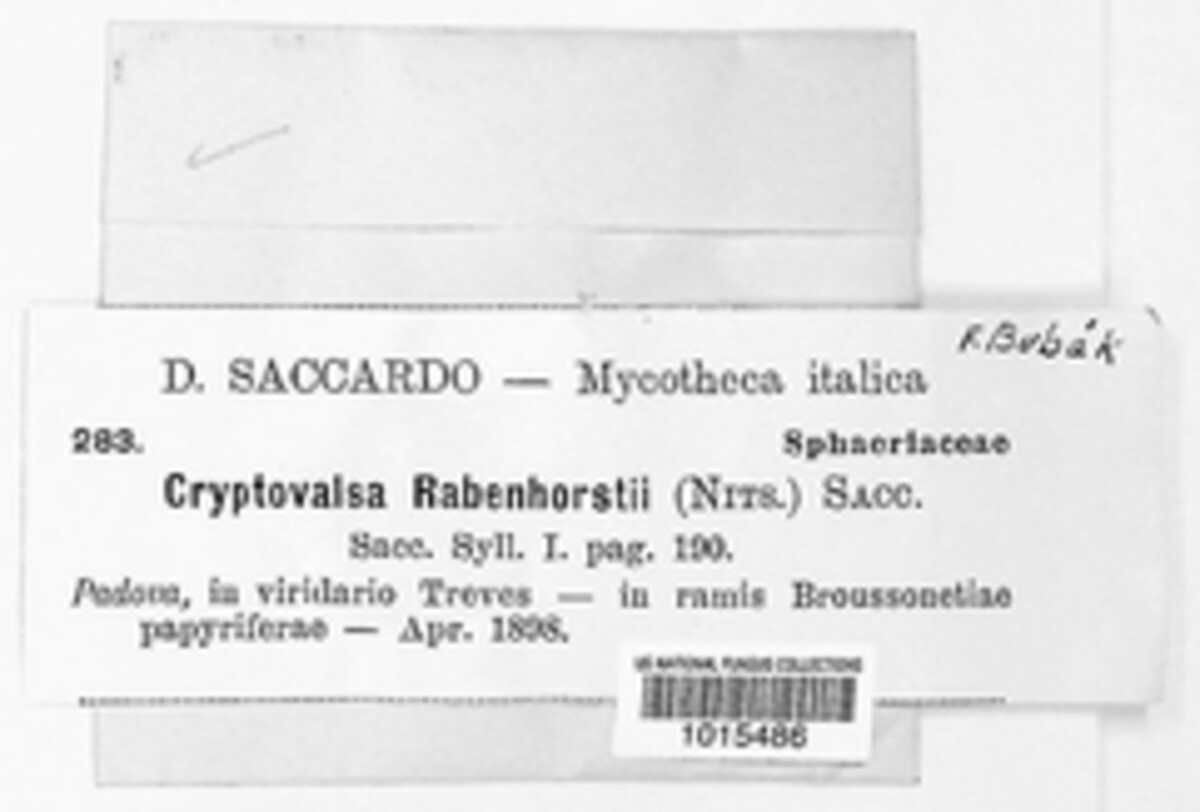 F. Bubák
D. SACCARDO — Mycotheca italica
283. Sphaeriaceae
Cryptovalsa Rabenhorstii (NITS.) SACC.
Sacc. Syll. I. pag. 190.
Padova, in viridario Treves — in ramis Broussonetiae
papyriferae — Apr. 1898.
US NATIONAL FUNGUS COLLECTIONS
1015486